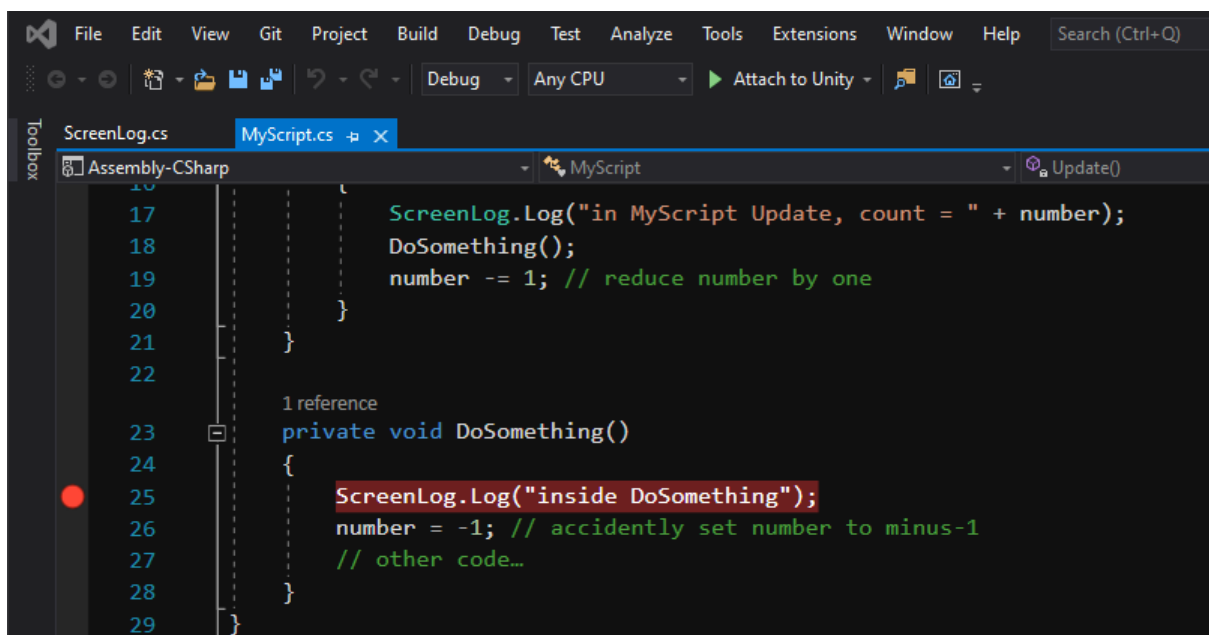 File Edit View Git Project Build Debug Test Analyze Tools Extensions Window Help Search (Ctrl+Q)
Debug Any CPU Attach to Unity
Toolbox
ScreenLog.cs MyScript.cs
Assembly-CSharp MyScript Update()
16 {
17 ScreenLog.Log("in MyScript Update, count = " + number);
18 DoSomething();
19 number -= 1; // reduce number by one
20 }
21 }
22
1 reference
23 private void DoSomething()
24 {
25 ScreenLog.Log("inside DoSomething");
26 number = -1; // accidently set number to minus-1
27 // other code…
28 }
29 }